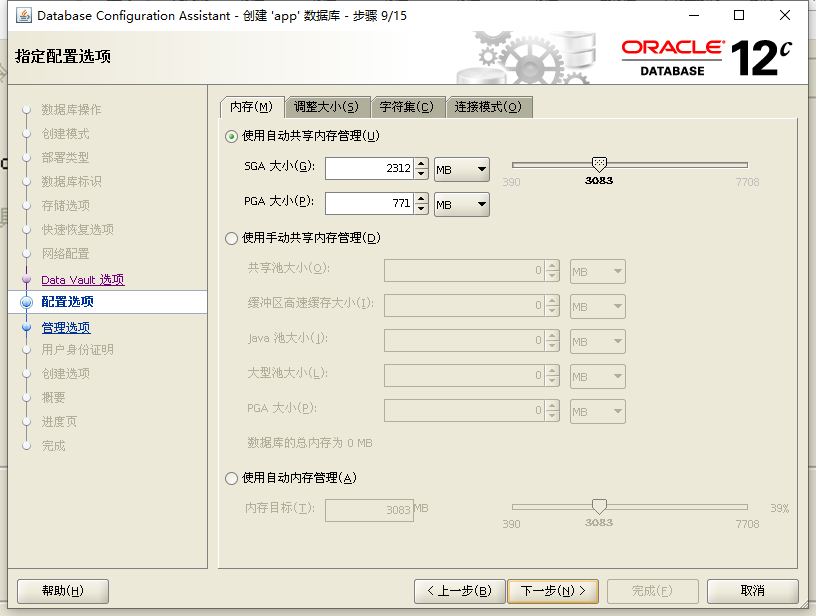 Database Configuration Assistant - 创建 'app' 数据库 - 步骤 9/15
指定配置选项
ORACLE
DATABASE
12c
数据库操作
创建模式
部署类型
数据库标识
存储选项
快速恢复选项
网络配置
Data Vault 选项
配置选项
管理选项
用户身份证明
创建选项
概要
进度页
完成
内存(M) 调整大小(S) 字符集(C) 连接模式(O)
使用自动共享内存管理(U)
SGA 大小(G): 2312 MB
390 3083 7708
PGA 大小(P): 771 MB
使用手动共享内存管理(D)
共享池大小(O): 0 MB
缓冲区高速缓存大小(I): 0 MB
Java 池大小(J): 0 MB
大型池大小(L): 0 MB
PGA 大小(P): 0 MB
数据库的总内存为 0 MB
使用自动内存管理(A)
内存目标(T): 3083 MB 39%
390 3083 7708
帮助(H) < 上一步(B) 下一步(N) > 完成(F) 取消